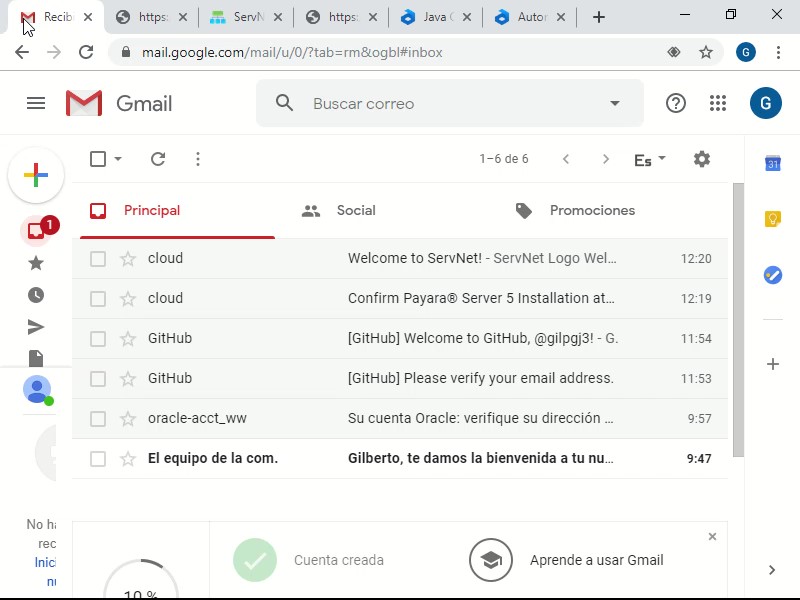 Recib
https:
ServN
https:
Java C
Autor
mail.google.com/mail/u/0/?tab=rm&ogbl#inbox
G
Gmail
Buscar correo
G
1–6 de 6
Es
31
Principal
Social
Promociones
1
cloud
Welcome to ServNet! - ServNet Logo Wel…
12:20
cloud
Confirm Payara® Server 5 Installation at…
12:19
GitHub
[GitHub] Welcome to GitHub, @gilpgj3! - G.
11:54
GitHub
[GitHub] Please verify your email address.
11:53
oracle-acct_ww
Su cuenta Oracle: verifique su dirección …
9:57
El equipo de la com.
Gilberto, te damos la bienvenida a tu nu…
9:47
No ha
rec
Inic
nu
10 %
Cuenta creada
Aprende a usar Gmail